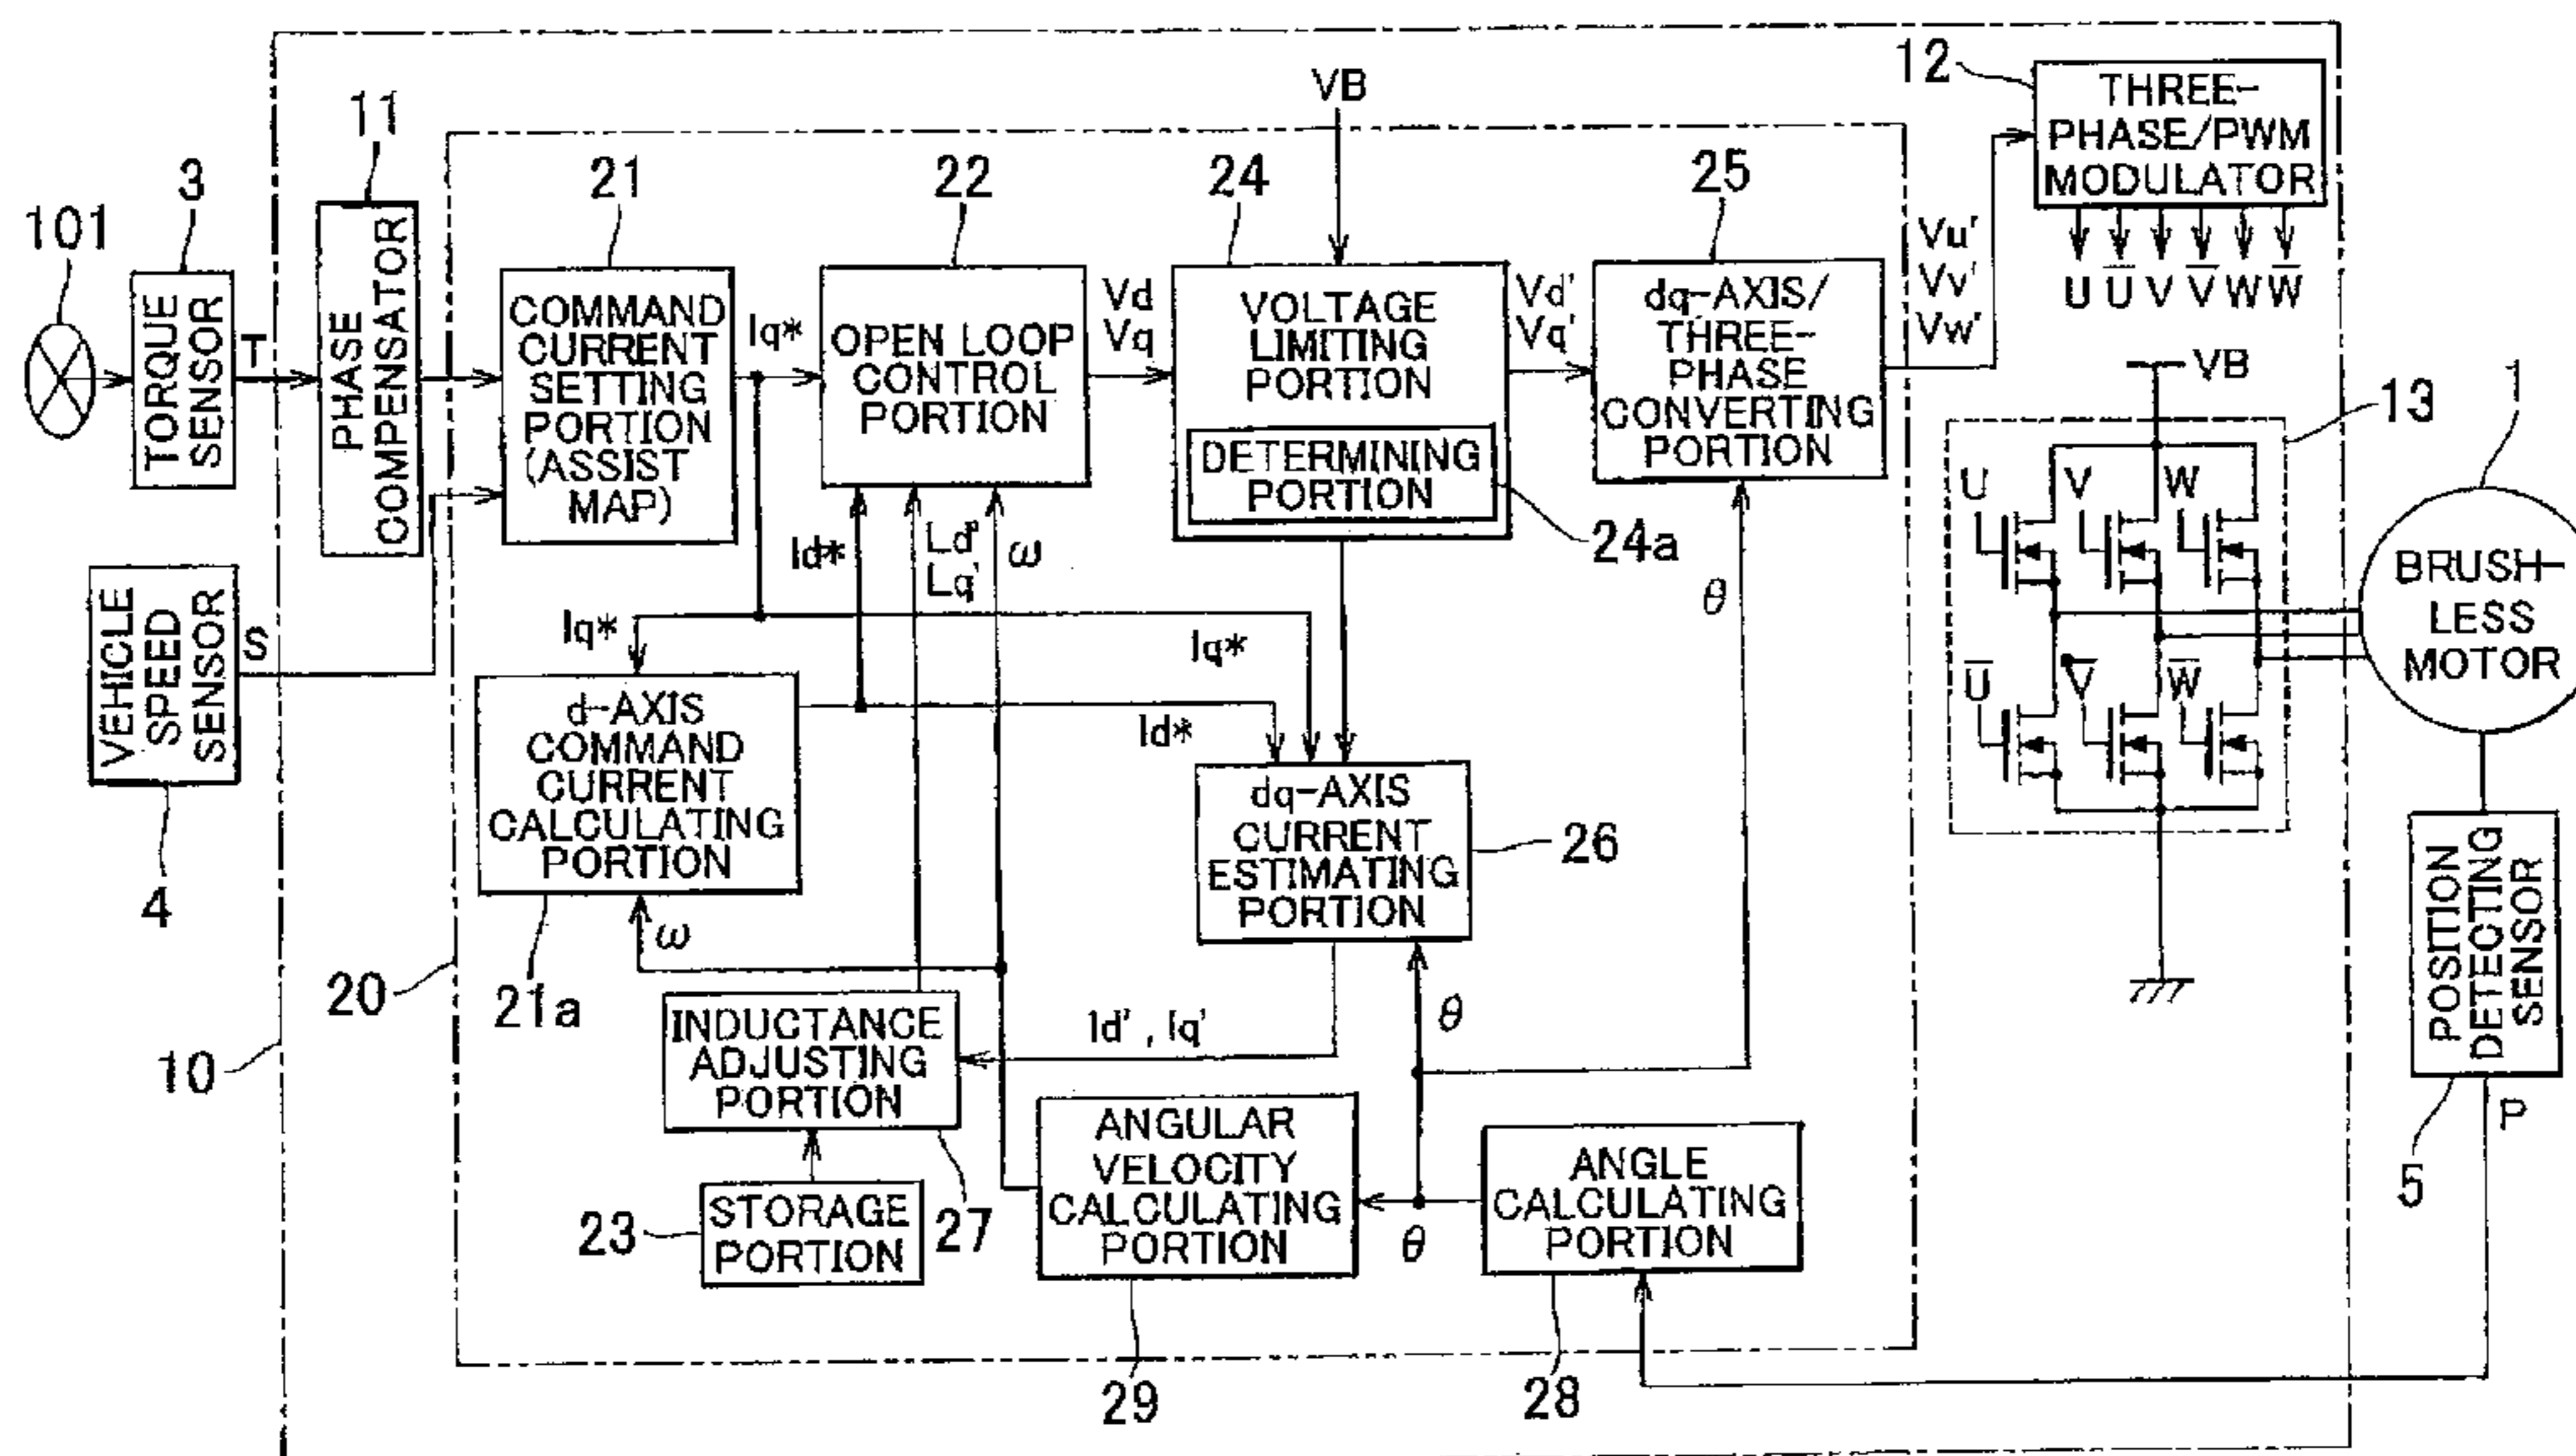 101
3
TORQUE
SENSOR
T
11
PHASE
COMPENSATOR
VEHICLE
SPEED
SENSOR
S
4
10
20
21
COMMAND
CURRENT
SETTING
PORTION
(ASSIST
MAP)
Iq*
22
OPEN LOOP
CONTROL
PORTION
Vd
Vq
VB
24
VOLTAGE
LIMITING
PORTION
DETERMINING
PORTION
24a
Vd'
Vq'
25
dq-AXIS/
THREE-
PHASE
CONVERTING
PORTION
Vu'
Vv'
Vw'
12
THREE-
PHASE/PWM
MODULATOR
U U̅ V V̅ W W̅
VB
13
U V W
U̅ V̅ W̅
1
BRUSH-
LESS
MOTOR
POSITION
DETECTING
SENSOR
5
P
Id*
Ld'
Lq'
ω
θ
Iq*
Iq*
d-AXIS
COMMAND
CURRENT
CALCULATING
PORTION
21a
ω
Id*
dq-AXIS
CURRENT
ESTIMATING
PORTION
26
Id', Iq'
θ
INDUCTANCE
ADJUSTING
PORTION
27
23
STORAGE
PORTION
ANGULAR
VELOCITY
CALCULATING
PORTION
29
θ
ANGLE
CALCULATING
PORTION
28